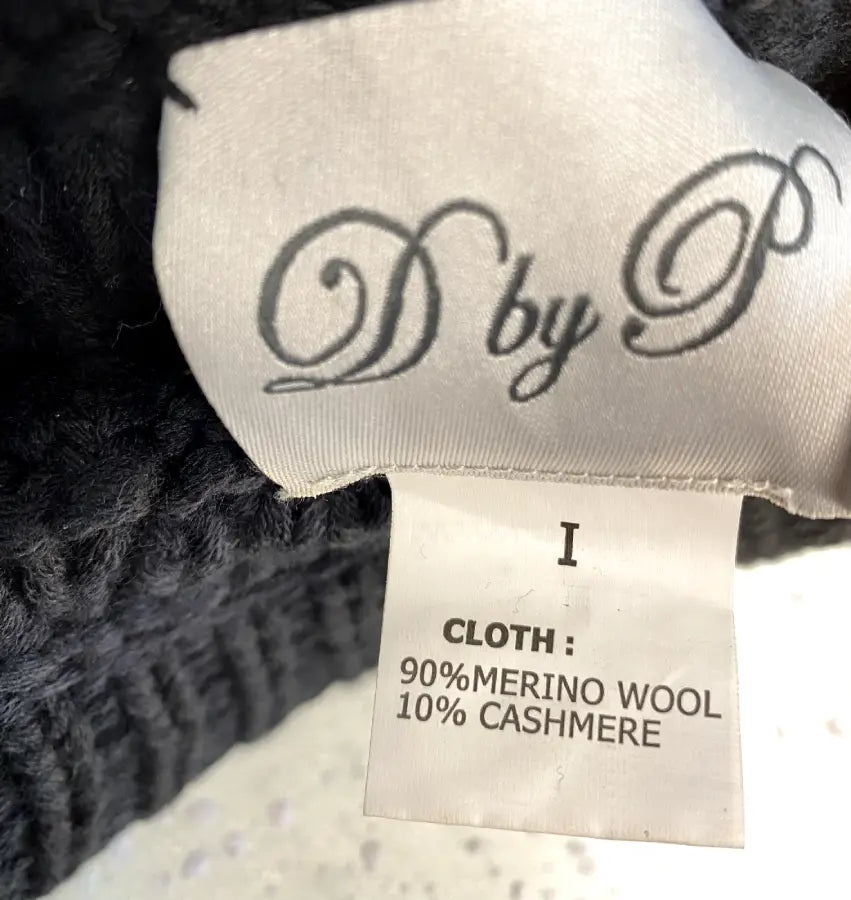 D by P
I
CLOTH :
90%MERINO WOOL
10% CASHMERE